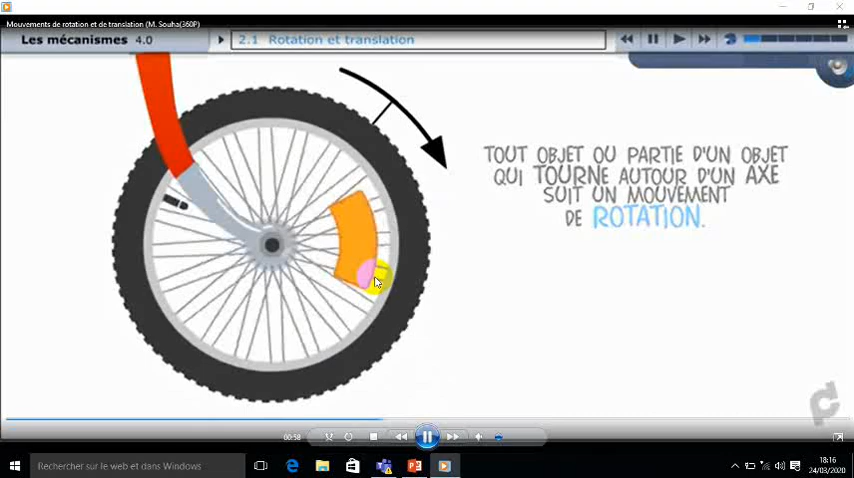 Mouvements de rotation et de translation (M. Souha(360P)
Les mécanismes 4.0
2.1 Rotation et translation
TOUT OBJET OU PARTIE D'UN OBJET
QUI TOURNE AUTOUR D'UN AXE
SUIT UN MOUVEMENT
DE ROTATION.
00:58
Rechercher sur le web et dans Windows
18:16
24/03/2020